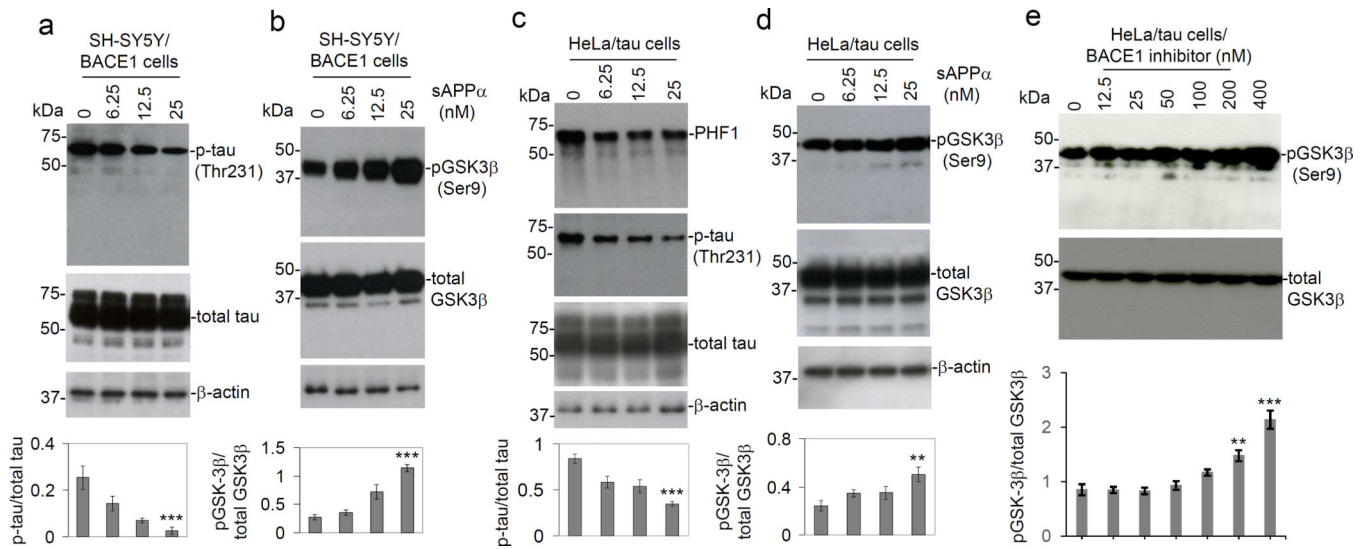 a
SH-SY5Y/
BACE1 cells
kDa
0
6.25
12.5
25
75
50
p-tau
(Thr231)
75
50
total tau
37
β-actin
p-tau/total tau
0.4
0.2
0
***
b
SH-SY5Y/
BACE1 cells
kDa
0
6.25
12.5
25
sAPPα
(nM)
50
37
pGSK3β
(Ser9)
50
37
total
GSK3β
37
pGSK-3β/
total GSK3β
1.5
1
0.5
0
***
c
HeLa/tau cells
kDa
0
6.25
12.5
25
75
50
PHF1
75
50
p-tau
(Thr231)
75
50
total tau
37
β-actin
p-tau/total tau
1
0.5
0
***
d
HeLa/tau cells
kDa
0
6.25
12.5
25
sAPPα
(nM)
50
37
pGSK3β
(Ser9)
50
37
total
GSK3β
37
β-actin
pGSK-3β/
total GSK3β
0.8
0.4
0
**
e
HeLa/tau cells/
BACE1 inhibitor (nM)
kDa
0
12.5
25
50
100
200
400
50
37
pGSK3β
(Ser9)
50
37
total
GSK3β
pGSK-3β/total GSK3β
3
2
1
0
**
***